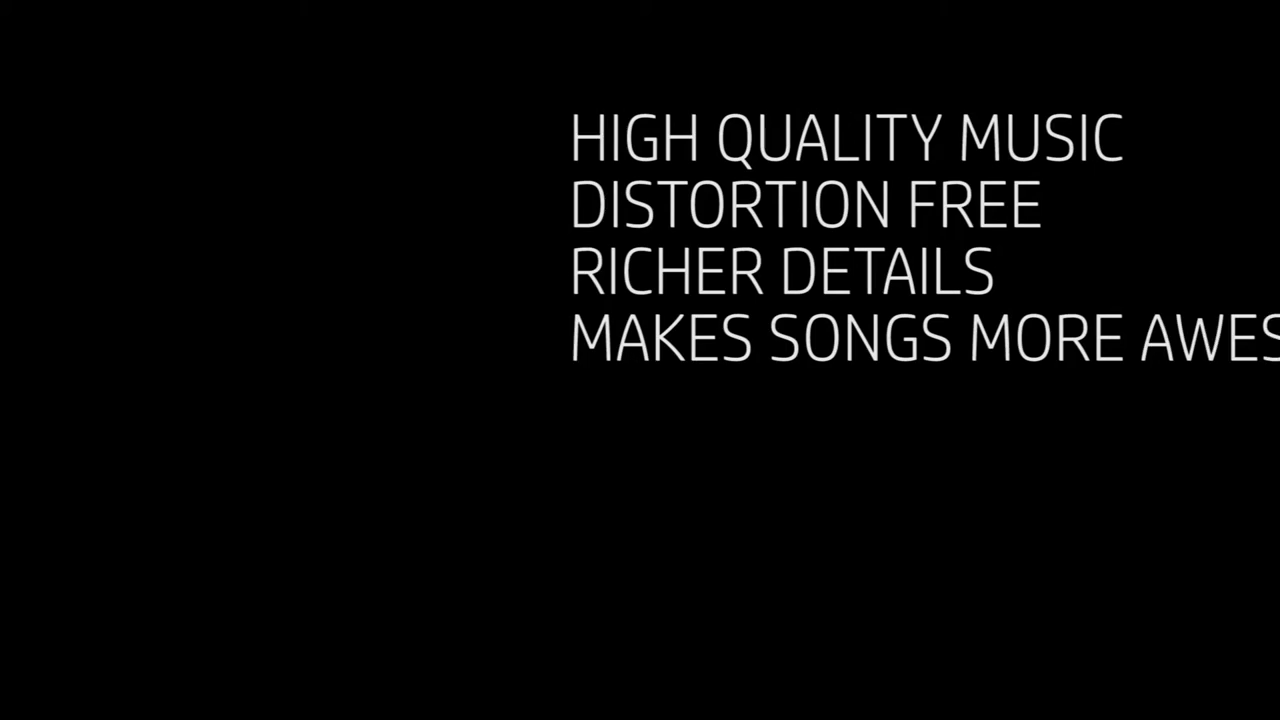 HIGH QUALITY MUSIC
DISTORTION FREE
RICHER DETAILS
MAKES SONGS MORE AWES